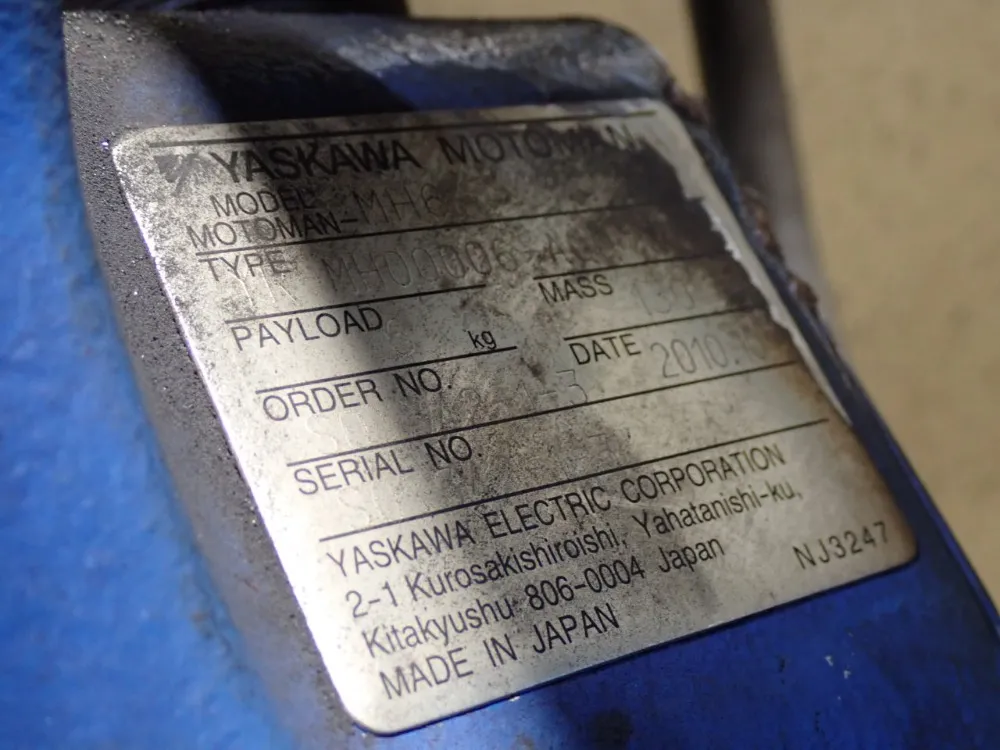 YASKAWA MOTOMAN
MODEL
MOTOMAN-MH6
TYPE
PAYLOAD kg MASS
ORDER NO. DATE 2010.
SERIAL NO.
YASKAWA ELECTRIC CORPORATION
2-1 Kurosakishiroishi, Yahatanishi-ku,
Kitakyushu 806-0004 Japan
MADE IN JAPAN NJ3247